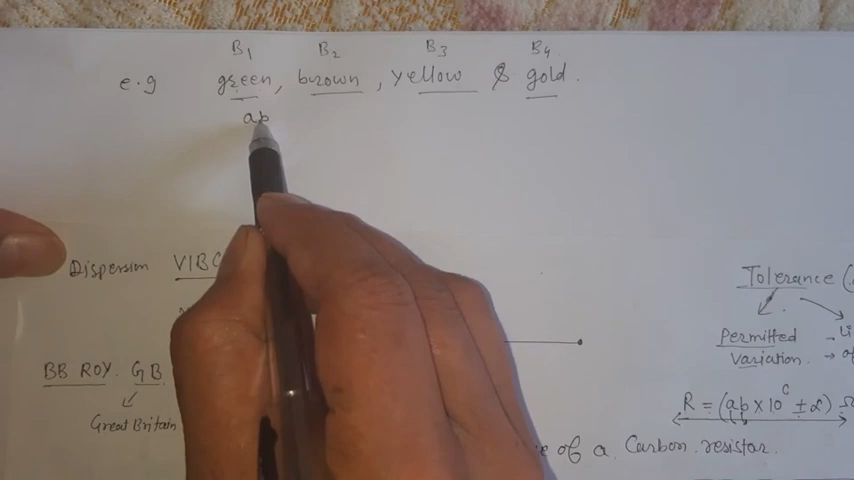 B1 B2 B3 B4
e.g green, brown, yellow & gold.
ab
Dispersion VIBG
Tolerance (
Permitted variation.
BB ROY. GB.
Great Britain
R = (ab x 10^C ± α) Ω
of a Carbon resistor.